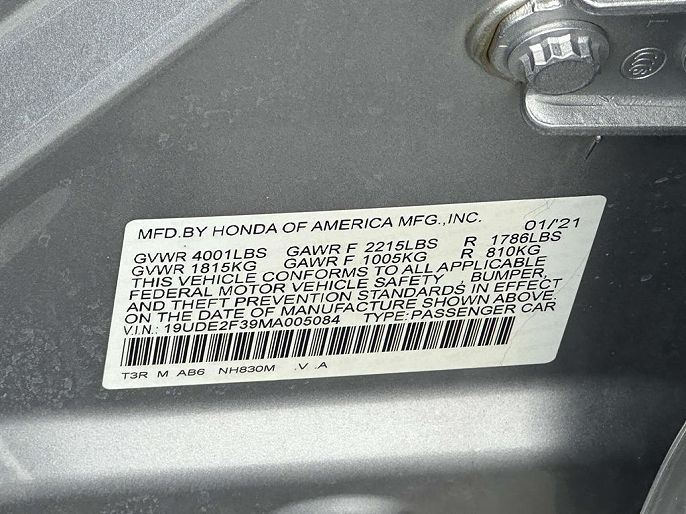 MFD.BY HONDA OF AMERICA MFG.,INC. 01/'21
GVWR 4001LBS GAWR F 2215LBS R 1786LBS
GVWR 1815KG GAWR F 1005KG R 810KG
THIS VEHICLE CONFORMS TO ALL APPLICABLE
FEDERAL MOTOR VEHICLE SAFETY, BUMPER,
AND THEFT PREVENTION STANDARDS IN EFFECT
ON THE DATE OF MANUFACTURE SHOWN ABOVE.
V.I.N.: 19UDE2F39MA005084 TYPE:PASSENGER CAR
T3R M AB6 NH830M .V .A